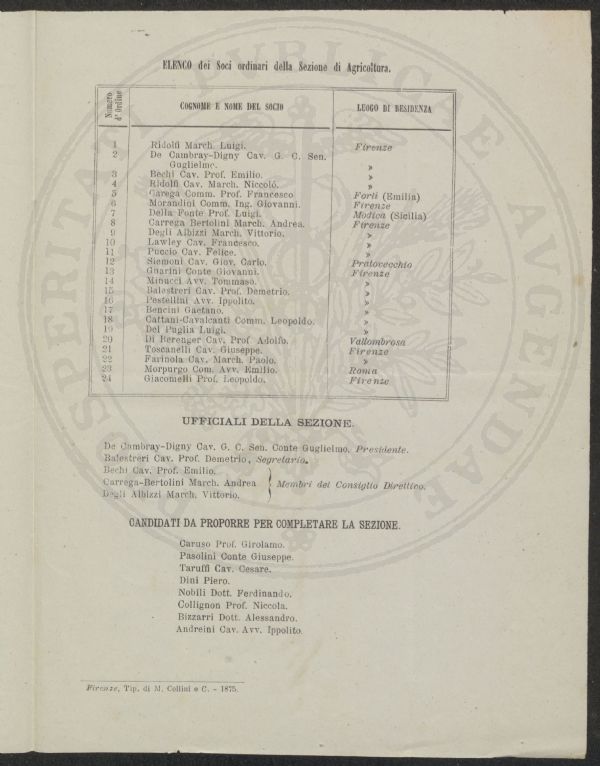 ELENCO dei Soci ordinari della Sezione di Agricoltura.
Numero d'Ordine COGNOME E NOME DEL SOCIO LUOGO DI RESIDENZA
1 Ridolfi March. Luigi. Firenze
2 De Cambray-Digny Cav. G. C. Sen.
Guglielmo. »
3 Bechi Cav. Prof. Emilio. »
4 Ridolfi Cav. March. Niccoló. »
5 Carega Comm. Prof. Francesco Forlì (Emilia)
6 Morandini Comm. Ing. Giovanni. Firenze
7 Della Fonte Prof. Luigi. Modica (Sicilia)
8 Carrega Bertolini March. Andrea. Firenze
9 Degli Albizzi March. Vittorio. »
10 Lawley Cav. Francesco. »
11 Puccio Cav. Felice. »
12 Siemoni Cav. Giov. Carlo. Pratovecchio
13 Guarini Conte Giovanni. Firenze
14 Minucci Avv. Tommaso. »
15 Balestreri Cav. Prof. Demetrio. »
16 Pestellini Avv. Ippolito. »
17 Bencini Gaetano. »
18 Cattani-Cavalcanti Comm. Leopoldo. »
19 Del Puglia Luigi. »
20 Di Berenger Cav. Prof Adolfo. Vallombrosa
21 Toscanelli Cav. Giuseppe. Firenze
22 Farinola Cav. March. Paolo. »
23 Morpurgo Com. Avv. Emilio. Roma
24 Giacomelli Prof. Leopoldo. Firenze
UFFICIALI DELLA SEZIONE.
De Cambray-Digny Cav. G. C. Sen. Conte Guglielmo, Presidente.
Balestreri Cav. Prof. Demetrio, Segretario.
Bechi Cav. Prof. Emilio.
Carrega-Bertolini March. Andrea } Membri del Consiglio Direttivo.
Degli Albizzi March. Vittorio.
CANDIDATI DA PROPORRE PER COMPLETARE LA SEZIONE.
Caruso Prof. Girolamo.
Pasolini Conte Giuseppe.
Taruffi Cav. Cesare.
Dini Piero.
Nobili Dott. Ferdinando.
Collignon Prof. Niccola.
Bizzarri Dott. Alessandro.
Andreini Cav. Avv. Ippolito.
Firenze, Tip. di M. Collini e C. - 1875.
PROSPERITATI PUBLICAE AUGENDAE